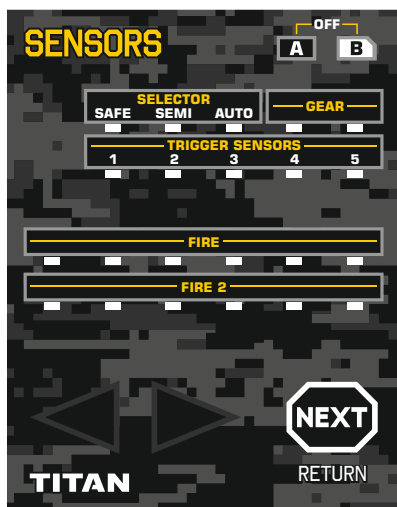 SENSORS
OFF
A B
SELECTOR
SAFE SEMI AUTO
GEAR
TRIGGER SENSORS
1 2 3 4 5
FIRE
FIRE 2
NEXT
RETURN
TITAN